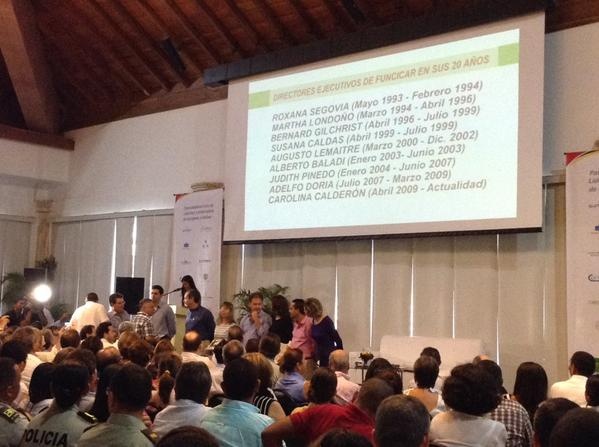 DIRECTORES EJECUTIVOS DE FUNCICAR EN SUS 20 AÑOS
ROXANA SEGOVIA (Mayo 1993 - Febrero 1994)
MARTHA LONDOÑO (Marzo 1994 - Abril 1996)
BERNARD GILCHRIST (Abril 1996 - Julio 1999)
SUSANA CALDAS (Abril 1999 - Julio 1999)
AUGUSTO LEMAITRE (Marzo 2000 - Dic. 2002)
ALBERTO BALADI (Enero 2003- Junio 2003)
JUDITH PINEDO (Enero 2004 - Junio 2007)
ADELFO DORIA (Julio 2007 - Marzo 2009)
CAROLINA CALDERÓN (Abril 2009 - Actualidad)
POLICIA